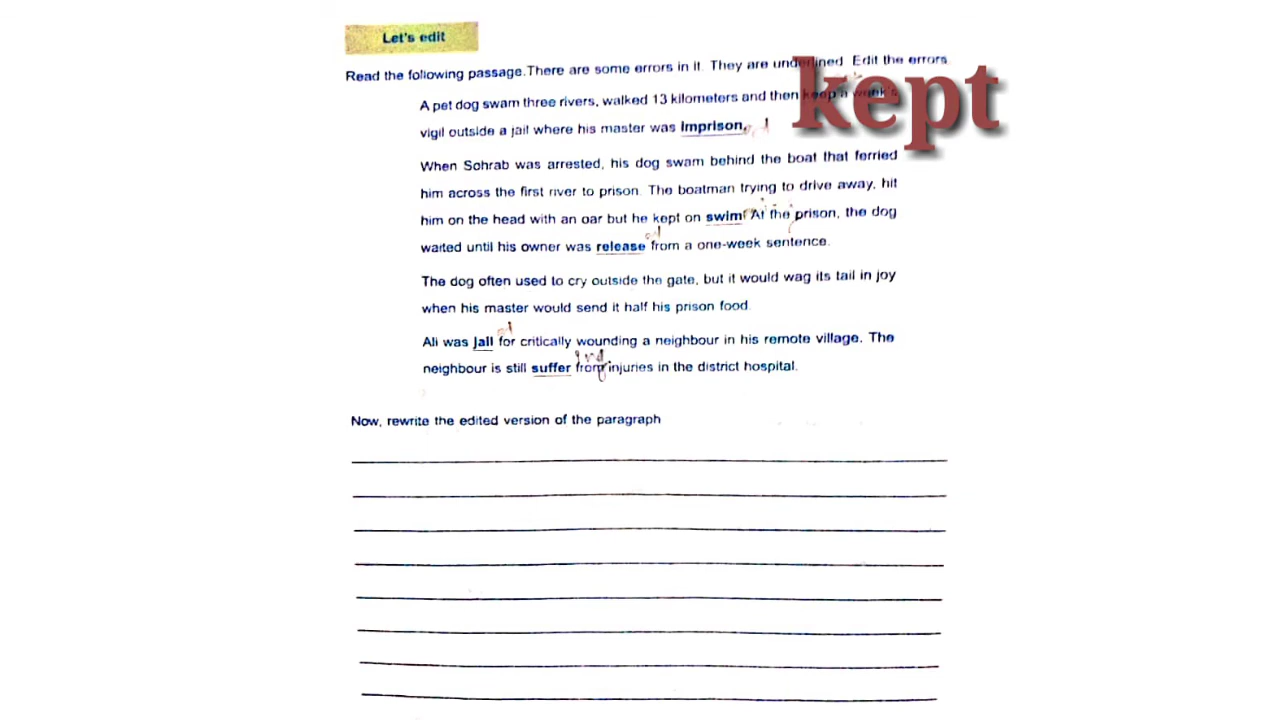 Let's edit
kept
Read the following passage.There are some errors in it. They are underlined. Edit the errors.
A pet dog swam three rivers, walked 13 kilometers and then keep a week's
vigil outside a jail where his master was imprison. ed
When Sohrab was arrested, his dog swam behind the boat that ferried
him across the first river to prison. The boatman trying to drive away, hit
him on the head with an oar but he kept on swim. At the prison, the dog
ed
waited until his owner was release from a one-week sentence.
The dog often used to cry outside the gate, but it would wag its tail in joy
when his master would send it half his prison food.
ed
Ali was jail for critically wounding a neighbour in his remote village. The
ing
neighbour is still suffer from injuries in the district hospital.
Now, rewrite the edited version of the paragraph